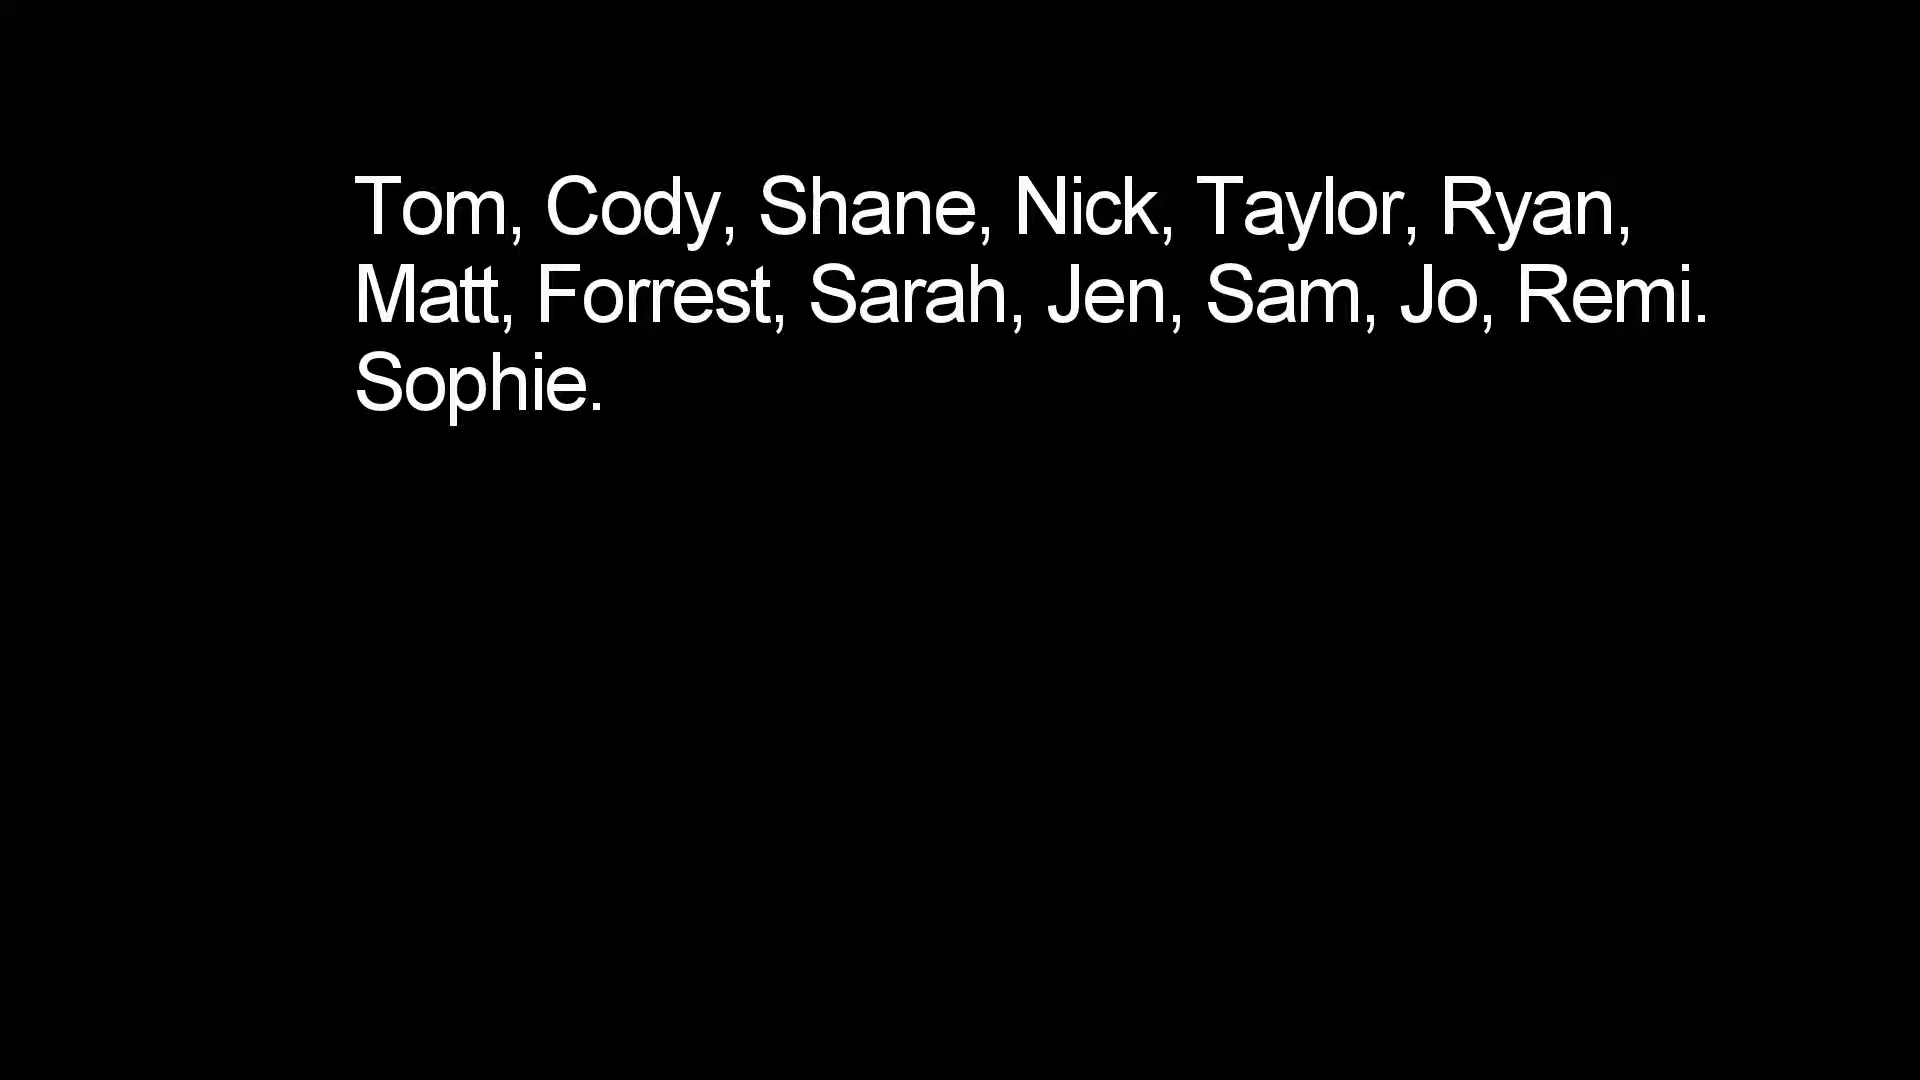 Tom, Cody, Shane, Nick, Taylor, Ryan,
Matt, Forrest, Sarah, Jen, Sam, Jo, Remi.
Sophie.